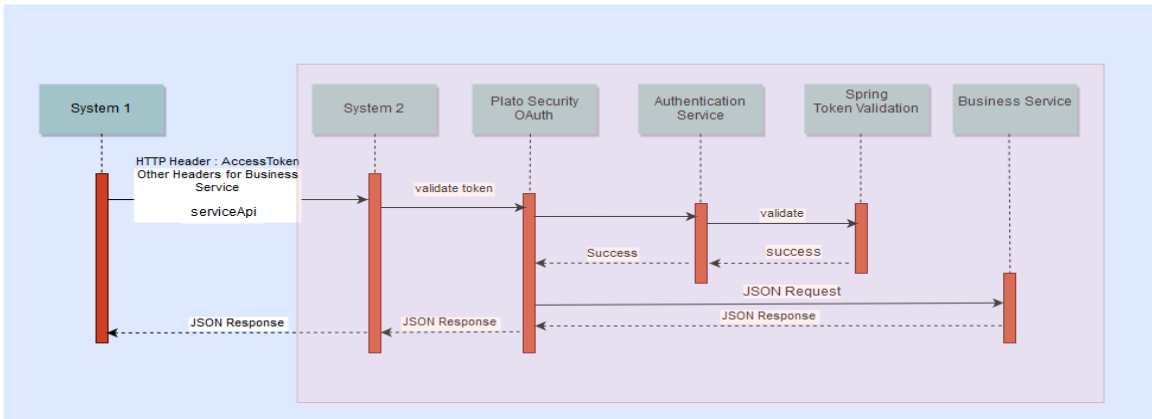 System 1
System 2
Plato Security
OAuth
Authentication
Service
Spring
Token Validation
Business Service
HTTP Header : AccessToken
Other Headers for Business
Service
serviceApi
validate token
validate
Success
success
JSON Request
JSON Response
JSON Response
JSON Response